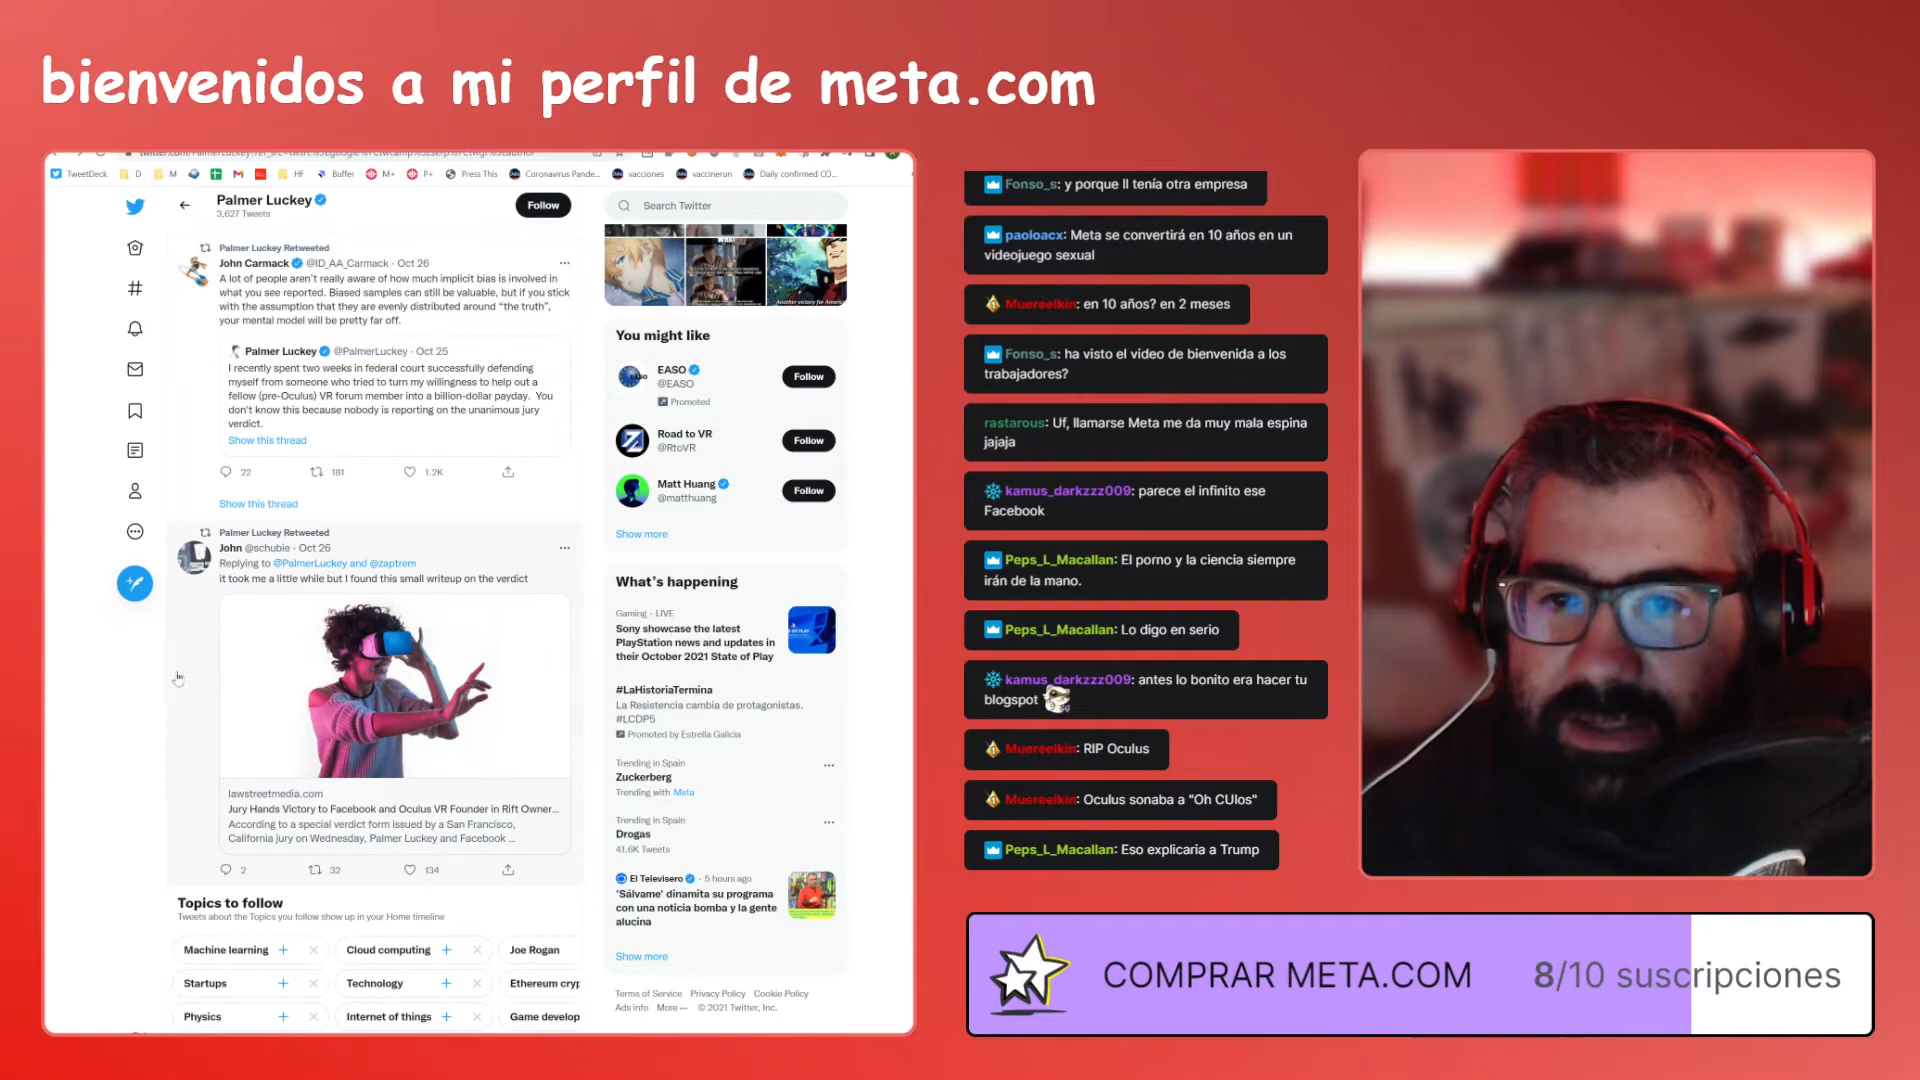 bienvenidos a mi perfil de meta.com
TweetDeck
D
M
HF
Buffer
M+
P+
Press This
Coronavirus Pande...
vacciones
vaccinerun
Daily confirmed CO...
Palmer Luckey
3,627 Tweets
Follow
Palmer Luckey Retweeted
John Carmack @ID_AA_Carmack · Oct 26
A lot of people aren't really aware of how much implicit bias is involved in
what you see reported. Biased samples can still be valuable, but if you stick
with the assumption that they are evenly distributed around "the truth",
your mental model will be pretty far off.
Palmer Luckey @PalmerLuckey · Oct 25
I recently spent two weeks in federal court successfully defending
myself from someone who tried to turn my willingness to help out a
fellow (pre-Oculus) VR forum member into a billion-dollar payday. You
don't know this because nobody is reporting on the unanimous jury
verdict.
Show this thread
22 181 1.2K
Show this thread
Palmer Luckey Retweeted
John @schubie · Oct 26
Replying to @PalmerLuckey and @zaptrem
it took me a little while but I found this small writeup on the verdict
lawstreetmedia.com
Jury Hands Victory to Facebook and Oculus VR Founder in Rift Owner...
According to a special verdict form issued by a San Francisco,
California jury on Wednesday, Palmer Luckey and Facebook ...
2 32 134
Topics to follow
Tweets about the Topics you follow show up in your Home timeline
Machine learning
Cloud computing
Joe Rogan
Startups
Technology
Ethereum cryp
Physics
Internet of things
Game develop
Search Twitter
Another victory for America
You might like
EASO
@EASO
Promoted
Follow
Road to VR
@RtoVR
Follow
Matt Huang
@matthuang
Follow
Show more
What's happening
Gaming · LIVE
Sony showcase the latest
PlayStation news and updates in
their October 2021 State of Play
#LaHistoriaTermina
La Resistencia cambia de protagonistas.
#LCDP5
Promoted by Estrella Galicia
Trending in Spain
Zuckerberg
Trending with Meta
Trending in Spain
Drogas
41.6K Tweets
El Televisero · 5 hours ago
'Sálvame' dinamita su programa
con una noticia bomba y la gente
alucina
Show more
Terms of Service Privacy Policy Cookie Policy
Ads info More ··· © 2021 Twitter, Inc.
Fonso_s: y porque ll tenía otra empresa
paoloacx: Meta se convertirá en 10 años en un
videojuego sexual
Muereelkin: en 10 años? en 2 meses
Fonso_s: ha visto el video de bienvenida a los
trabajadores?
rastarous: Uf, llamarse Meta me da muy mala espina
jajaja
kamus_darkzzz009: parece el infinito ese
Facebook
Peps_L_Macallan: El porno y la ciencia siempre
irán de la mano.
Peps_L_Macallan: Lo digo en serio
kamus_darkzzz009: antes lo bonito era hacer tu
blogspot
Muereelkin: RIP Oculus
Muereelkin: Oculus sonaba a "Oh CUlos"
Peps_L_Macallan: Eso explicaria a Trump
COMPRAR META.COM 8/10 suscripciones